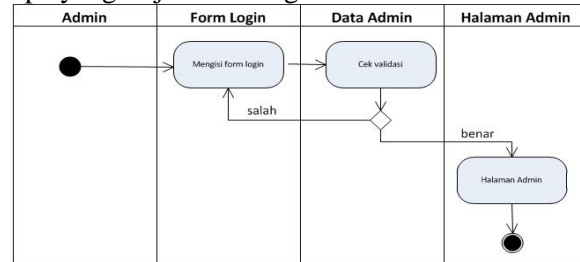 Admin
Form Login
Data Admin
Halaman Admin
Mengisi form login
Cek validasi
salah
benar
Halaman Admin